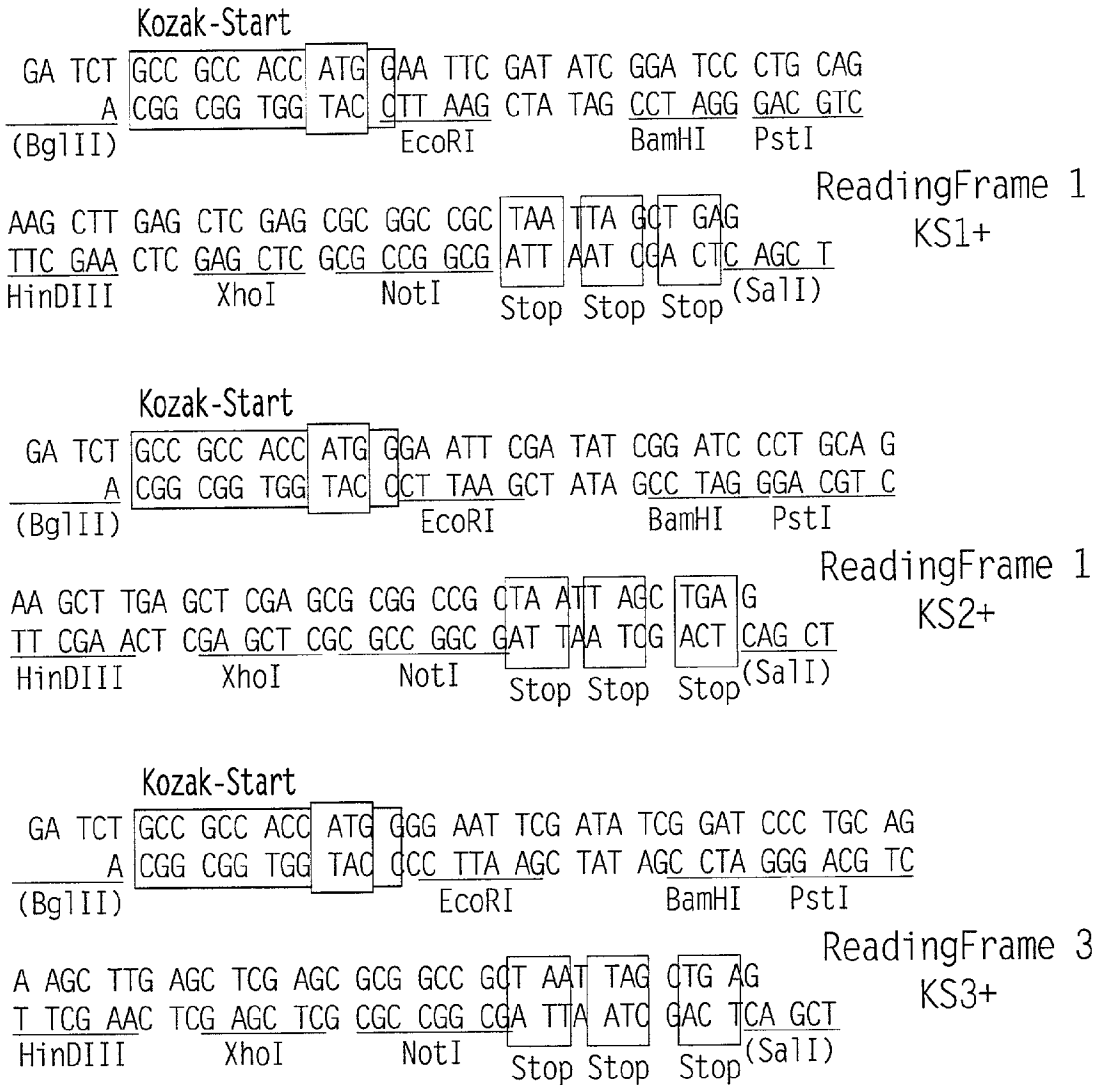 Kozak-Start
GA TCT GCC GCC ACC ATG GAA TTC GAT ATC GGA TCC CTG CAG
A CGG CGG TGG TAC CTT AAG CTA TAG CCT AGG GAC GTC
(BglII) EcoRI BamHI PstI
ReadingFrame 1
AAG CTT GAG CTC GAG CGC GGC CGC TAA TTA GCT GAG
KS1+
TTC GAA CTC GAG CTC GCG CCG GCG ATT AAT CGA CTC AGC T
HinDIII XhoI NotI Stop Stop Stop (SalI)
Kozak-Start
GA TCT GCC GCC ACC ATG GGA ATT CGA TAT CGG ATC CCT GCA G
A CGG CGG TGG TAC CCT TAA GCT ATA GCC TAG GGA CGT C
(BglII) EcoRI BamHI PstI
ReadingFrame 1
AA GCT TGA GCT CGA GCG CGG CCG CTA ATT AGC TGA G
KS2+
TT CGA ACT CGA GCT CGC GCC GGC GAT TAA TCG ACT CAG CT
HinDIII XhoI NotI Stop Stop Stop (SalI)
Kozak-Start
GA TCT GCC GCC ACC ATG GGG AAT TCG ATA TCG GAT CCC TGC AG
A CGG CGG TGG TAC CCC TTA AGC TAT AGC CTA GGG ACG TC
(BglII) EcoRI BamHI PstI
ReadingFrame 3
A AGC TTG AGC TCG AGC GCG GCC GCT AAT TAG CTG AG
KS3+
T TCG AAC TCG AGC TCG CGC CGG CGA TTA ATC GAC TCA GCT
HinDIII XhoI NotI Stop Stop Stop (SalI)